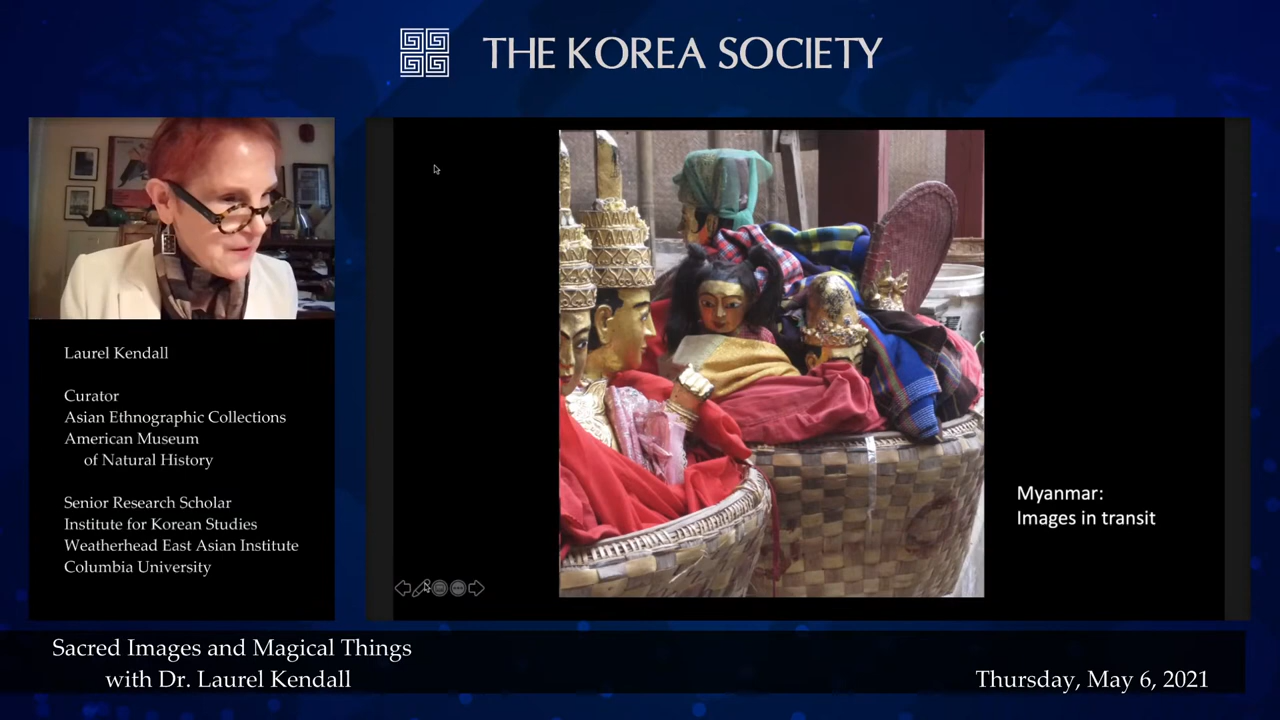 THE KOREA SOCIETY
Laurel Kendall
Curator
Asian Ethnographic Collections
American Museum
of Natural History
Senior Research Scholar
Institute for Korean Studies
Weatherhead East Asian Institute
Columbia University
Myanmar:
Images in transit
Sacred Images and Magical Things
with Dr. Laurel Kendall
Thursday, May 6, 2021